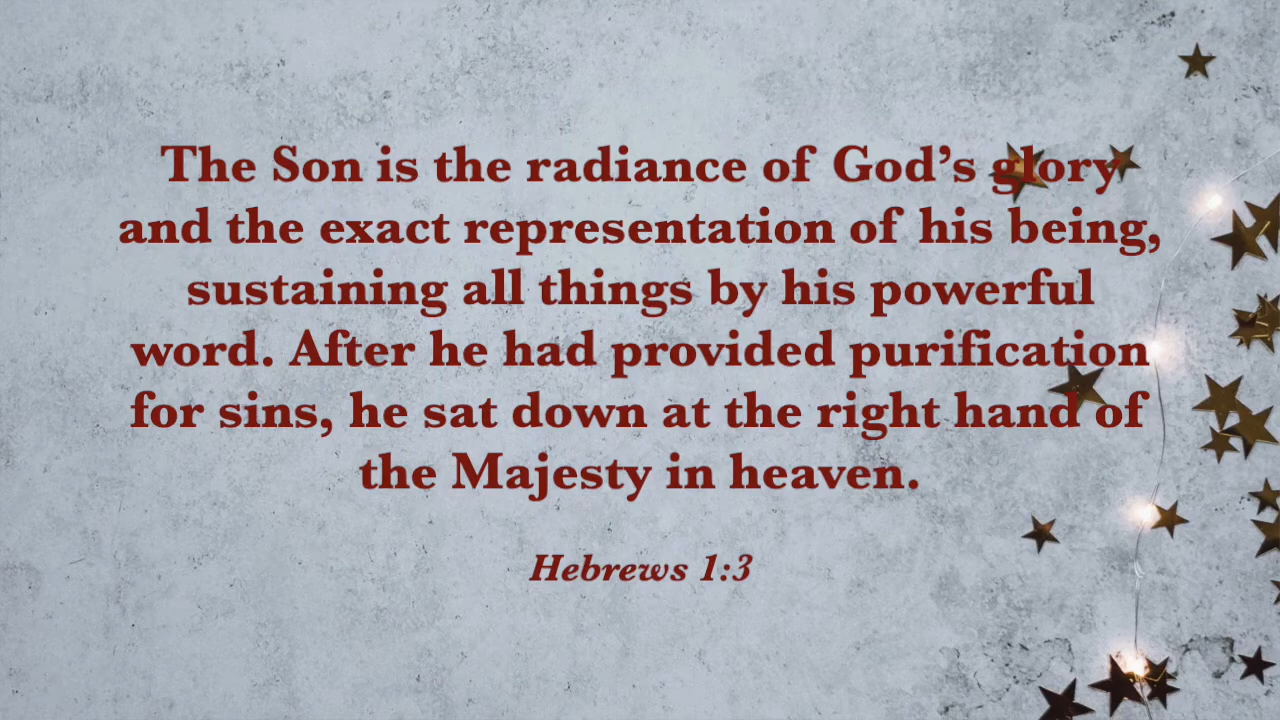 The Son is the radiance of God’s glory
and the exact representation of his being,
sustaining all things by his powerful
word. After he had provided purification
for sins, he sat down at the right hand of
the Majesty in heaven.
Hebrews 1:3